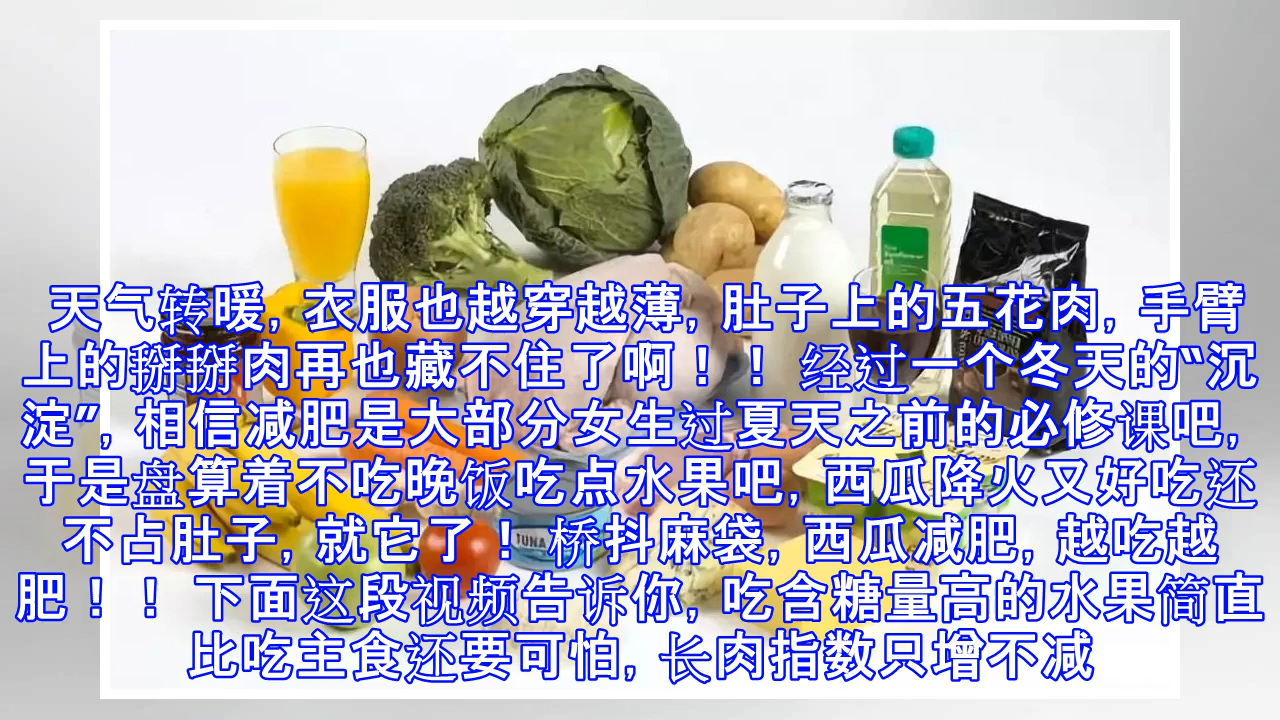 天气转暖, 衣服也越穿越薄, 肚子上的五花肉, 手臂
上的掰掰肉再也藏不住了啊！！ 经过一个冬天的“沉
淀”, 相信减肥是大部分女生过夏天之前的必修课吧,
于是盘算着不吃晚饭吃点水果吧, 西瓜降火又好吃还
不占肚子, 就它了！桥抖麻袋, 西瓜减肥, 越吃越
肥！！ 下面这段视频告诉你, 吃含糖量高的水果简直
比吃主食还要可怕, 长肉指数只增不减
TUNA